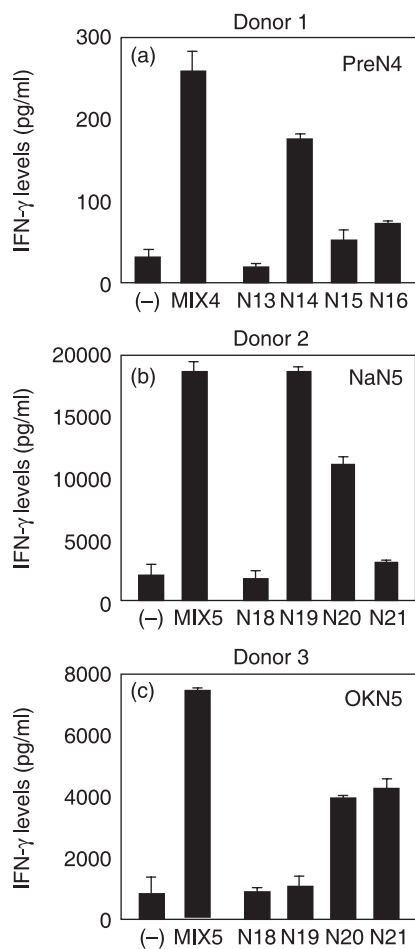 Donor 1
(a)
PreN4
IFN-γ levels (pg/ml)
300
200
100
0
(–) MIX4 N13 N14 N15 N16
Donor 2
(b)
NaN5
IFN-γ levels (pg/ml)
20000
15000
10000
5000
0
(–) MIX5 N18 N19 N20 N21
Donor 3
(c)
OKN5
IFN-γ levels (pg/ml)
8000
6000
4000
2000
0
(–) MIX5 N18 N19 N20 N21